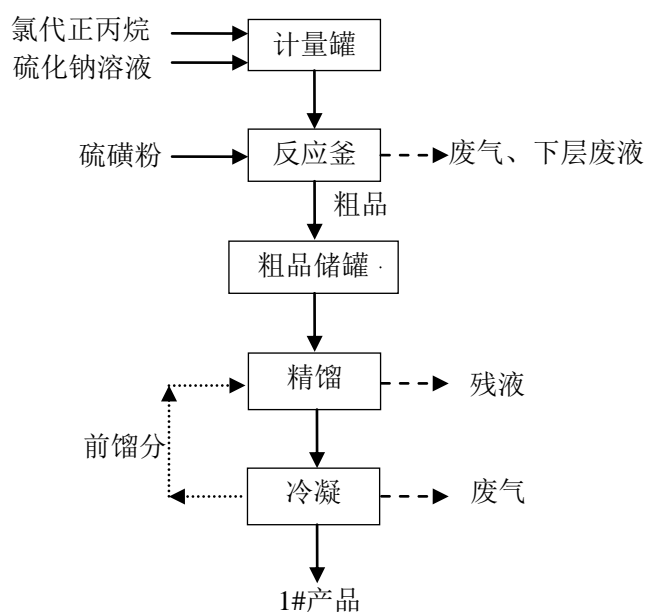 氯代正丙烷
硫化钠溶液
计量罐
硫磺粉
反应釜
废气、下层废液
粗品
粗品储罐
精馏
残液
前馏分
冷凝
废气
1#产品